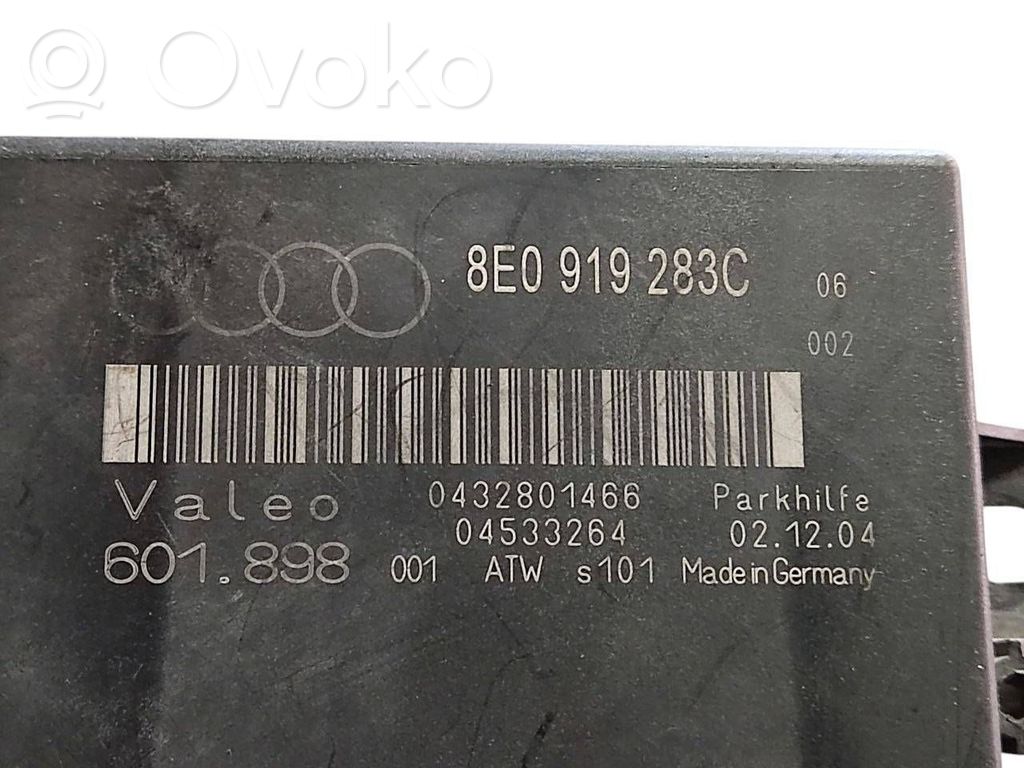 Ovoko
8E0 919 283C 06
002
Valeo 0432801466 Parkhilfe
04533264 02.12.04
601.898 001 ATW s101 Made in Germany